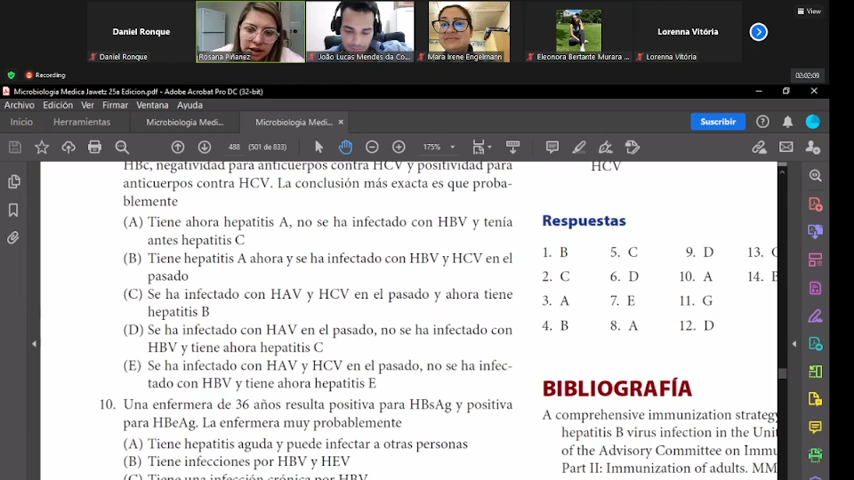 Daniel Ronque
Lorenna Vitória
View
Daniel Ronque
Rosana Piñanez
João Lucas Mendes da Co...
Mara Irene Engelmann
Eleonora Bertante Murara ...
Lorenna Vitória
Recording
02:02:09
Microbiologia Medica Jawetz 25a Edicion.pdf - Adobe Acrobat Pro DC (32-bit)
Archivo Edición Ver Firmar Ventana Ayuda
Inicio Herramientas Microbiologia Medi... Microbiologia Medi... × Suscribir
488 (501 de 833) 175%
HBc, negatividad para anticuerpos contra HCV y positividad para
anticuerpos contra HCV. La conclusión más exacta es que proba-
blemente
(A) Tiene ahora hepatitis A, no se ha infectado con HBV y tenía
antes hepatitis C
(B) Tiene hepatitis A ahora y se ha infectado con HBV y HCV en el
pasado
(C) Se ha infectado con HAV y HCV en el pasado y ahora tiene
hepatitis B
(D) Se ha infectado con HAV en el pasado, no se ha infectado con
HBV y tiene ahora hepatitis C
(E) Se ha infectado con HAV y HCV en el pasado, no se ha infec-
tado con HBV y tiene ahora hepatitis E
10. Una enfermera de 36 años resulta positiva para HBsAg y positiva
para HBeAg. La enfermera muy probablemente
(A) Tiene hepatitis aguda y puede infectar a otras personas
(B) Tiene infecciones por HBV y HEV
(C) Tiene una infección crónica por HBV
HCV
Respuestas
1. B 5. C 9. D 13.
2. C 6. D 10. A 14.
3. A 7. E 11. G
4. B 8. A 12. D
BIBLIOGRAFÍA
A comprehensive immunization strategy
hepatitis B virus infection in the Unit
of the Advisory Committee on Immu
Part II: Immunization of adults. MM